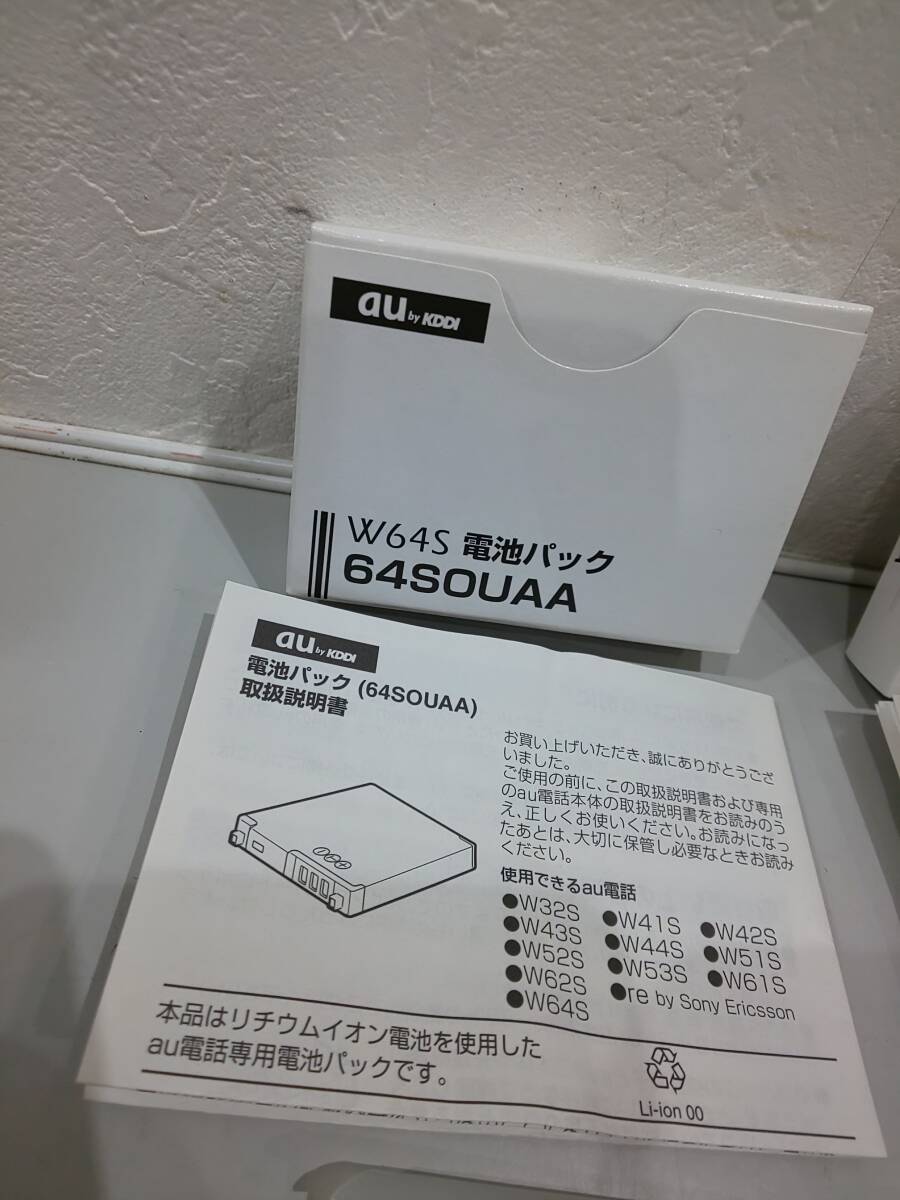 au by KDDI
W64S 電池パック
64SOUAA
au by KDDI
電池パック (64SOUAA)
取扱説明書
お買い上げいただき、誠にありがとうござ
いました。
ご使用の前に、この取扱説明書および専用
のau電話本体の取扱説明書をお読みのう
え、正しくお使いください。お読みになっ
たあとは、大切に保管し必要なときお読み
ください。
使用できるau電話
●W32S ●W41S ●W42S
●W43S ●W44S ●W51S
●W52S ●W53S ●W61S
●W62S ●re by Sony Ericsson
●W64S
本品はリチウムイオン電池を使用した
au電話専用電池パックです。
Li-ion 00